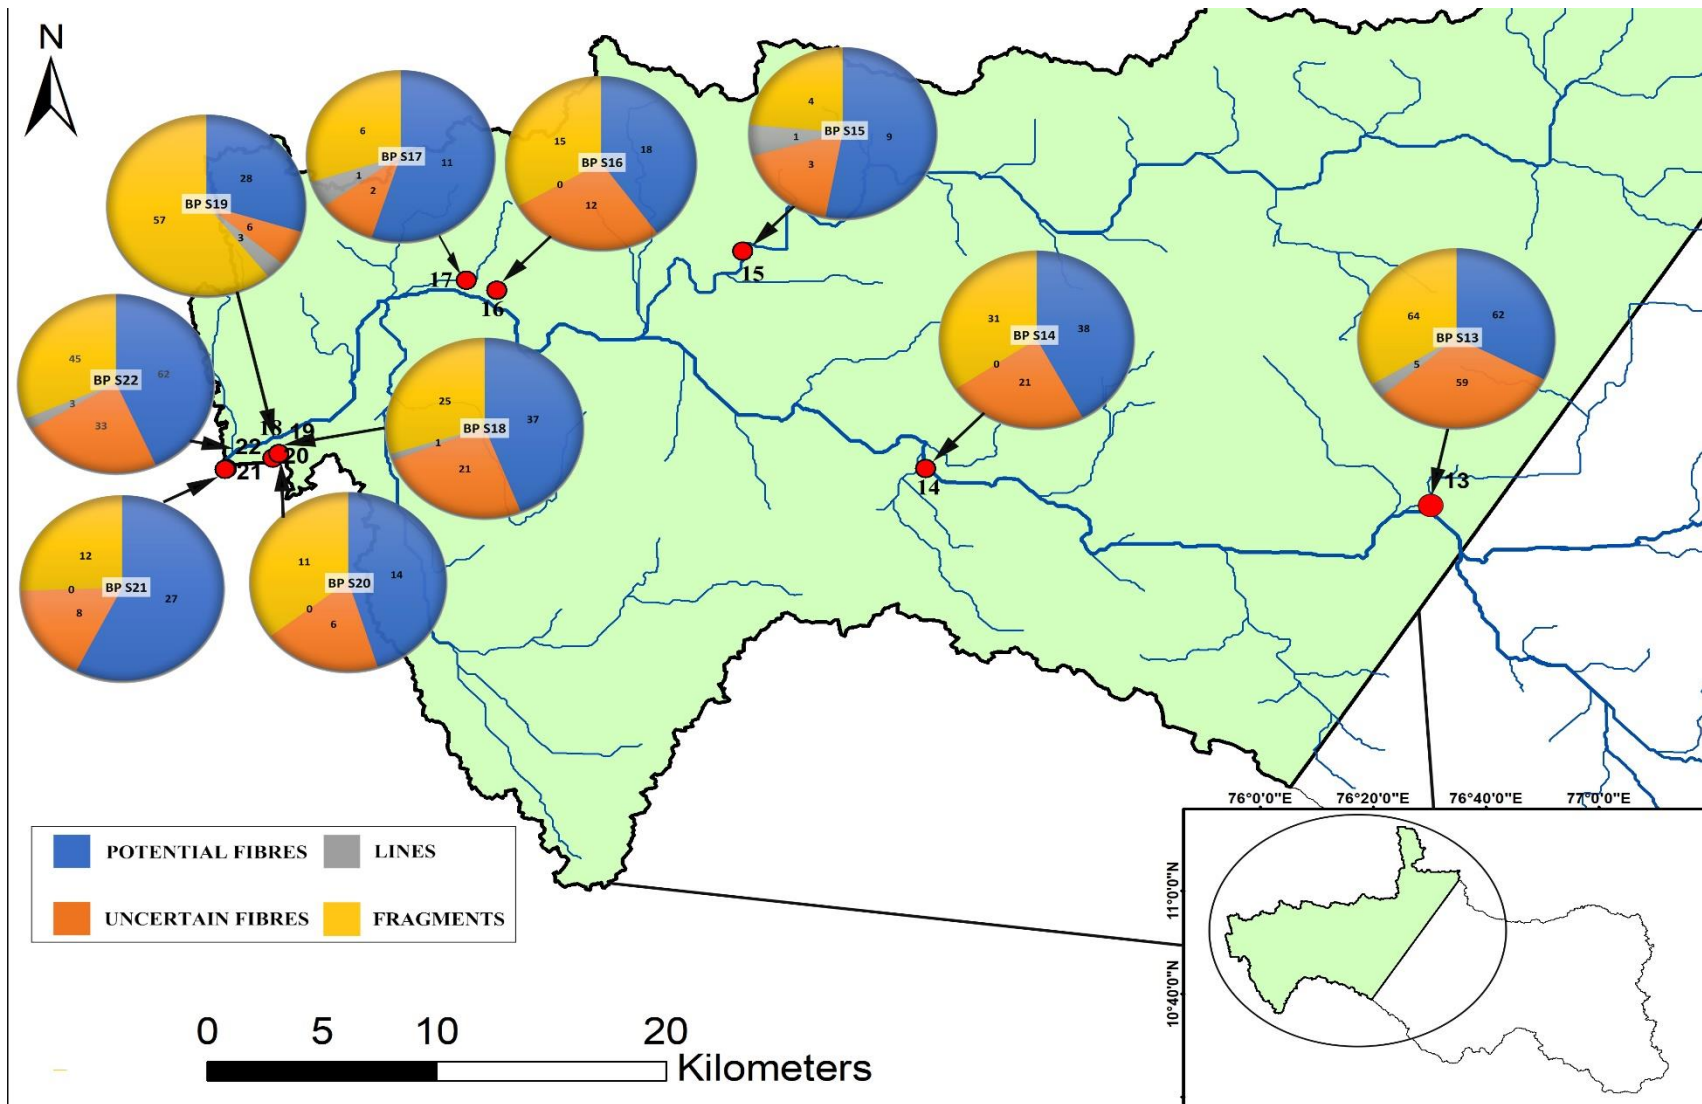 N
4
1
BP S15
9
3
6
BP S17
11
1
2
15
BP S16
18
0
12
28
BP S19
57
6
3
17
16
15
31
BP S14
38
0
21
64
62
BP S13
5
59
45
62
BP S22
3
33
25
37
BP S18
1
21
18
19
22
20
21
14
13
12
BP S21
0
27
8
11
14
BP S20
0
6
POTENTIAL FIBRES
LINES
UNCERTAIN FIBRES
FRAGMENTS
76°0'0"E 76°20'0"E 76°40'0"E 77°0'0"E
11°0'0"N
10°40'0"N
0 5 10 20
Kilometers